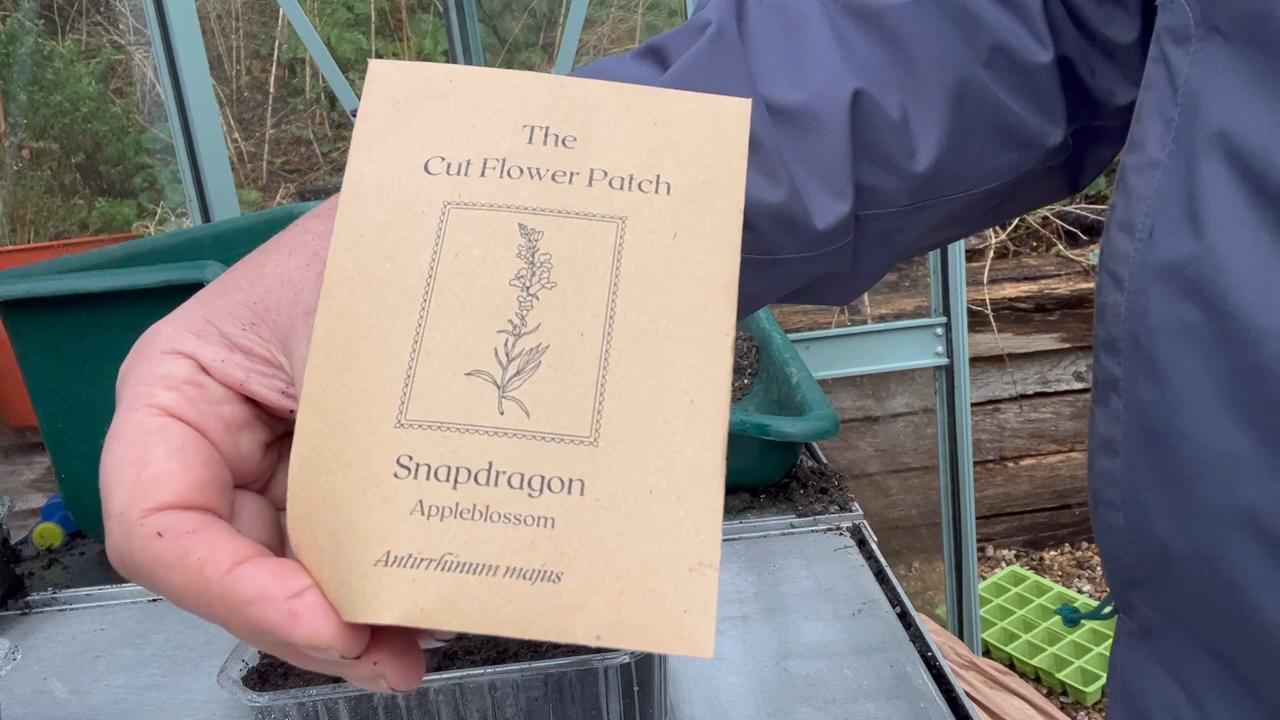 The
Cut Flower Patch
Snapdragon
Appleblossom
Antirrhinum majus